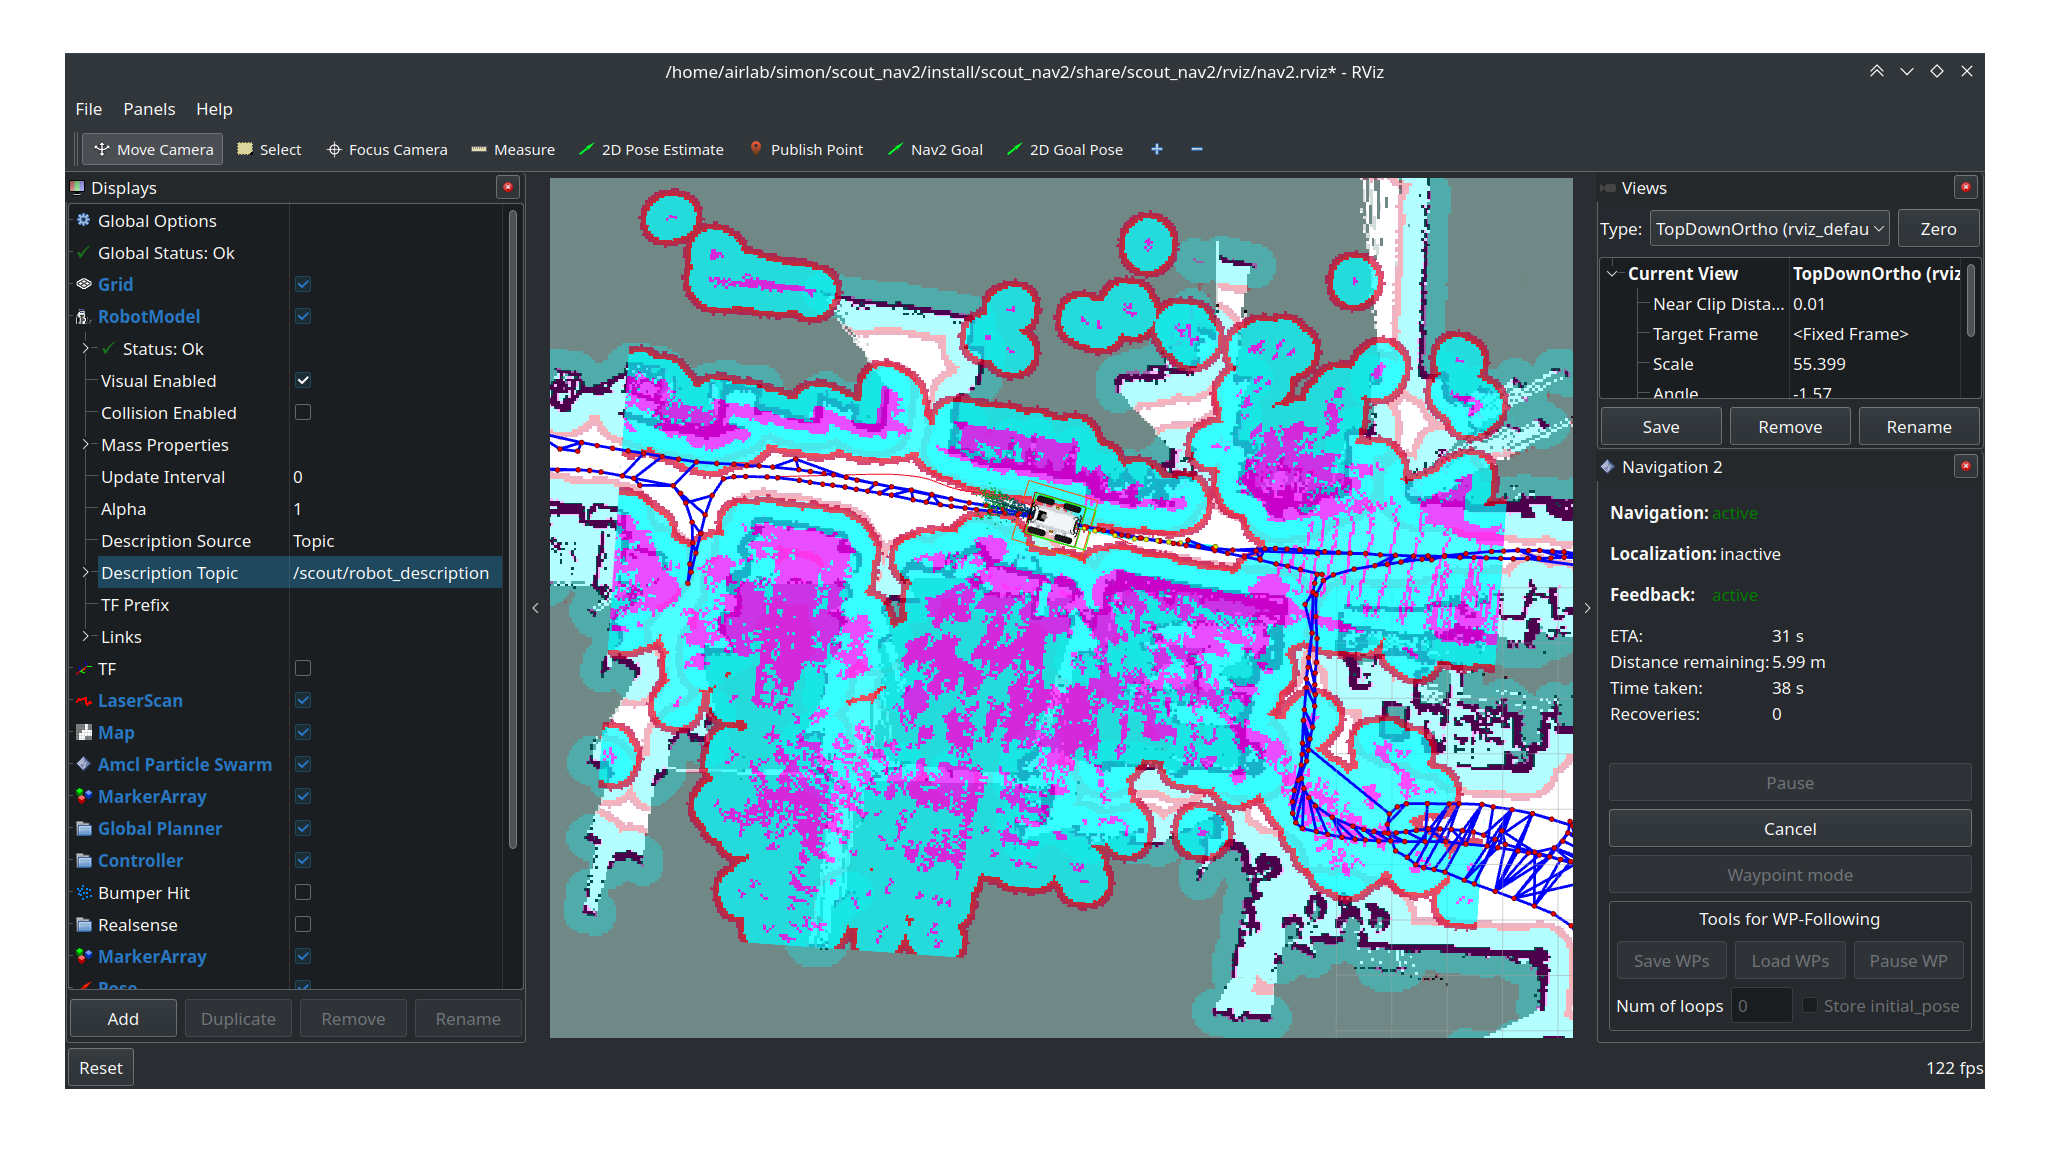 /home/airlab/simon/scout_nav2/install/scout_nav2/share/scout_nav2/rviz/nav2.rviz* - RViz
File Panels Help
Move Camera Select Focus Camera Measure 2D Pose Estimate Publish Point Nav2 Goal 2D Goal Pose
Displays
Global Options
Global Status: Ok
Grid
RobotModel
Status: Ok
Visual Enabled
Collision Enabled
Mass Properties
Update Interval 0
Alpha 1
Description Source Topic
Description Topic /scout/robot_description
TF Prefix
Links
TF
LaserScan
Map
Amcl Particle Swarm
MarkerArray
Global Planner
Controller
Bumper Hit
Realsense
MarkerArray
Pose
Add Duplicate Remove Rename
Reset
Views
Type: TopDownOrtho (rviz_defau Zero
Current View TopDownOrtho (rviz
Near Clip Dista... 0.01
Target Frame <Fixed Frame>
Scale 55.399
Angle -1.57
Save Remove Rename
Navigation 2
Navigation: active
Localization: inactive
Feedback: active
ETA: 31 s
Distance remaining: 5.99 m
Time taken: 38 s
Recoveries: 0
Pause
Cancel
Waypoint mode
Tools for WP-Following
Save WPs Load WPs Pause WP
Num of loops 0 Store initial_pose
122 fps